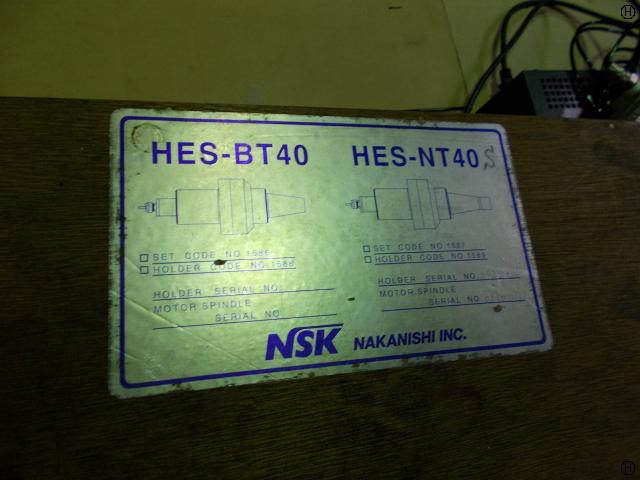 HES-BT40
HES-NT40 S
□ SET CODE NO.1586
□ HOLDER CODE NO.1588
HOLDER SERIAL NO.
MOTOR.SPINDLE
SERIAL NO.
□ SET CODE NO.1587
□ HOLDER CODE NO.1589
HOLDER SERIAL NO.
MOTOR.SPINDLE
SERIAL NO.
NSK NAKANISHI INC.
H
H